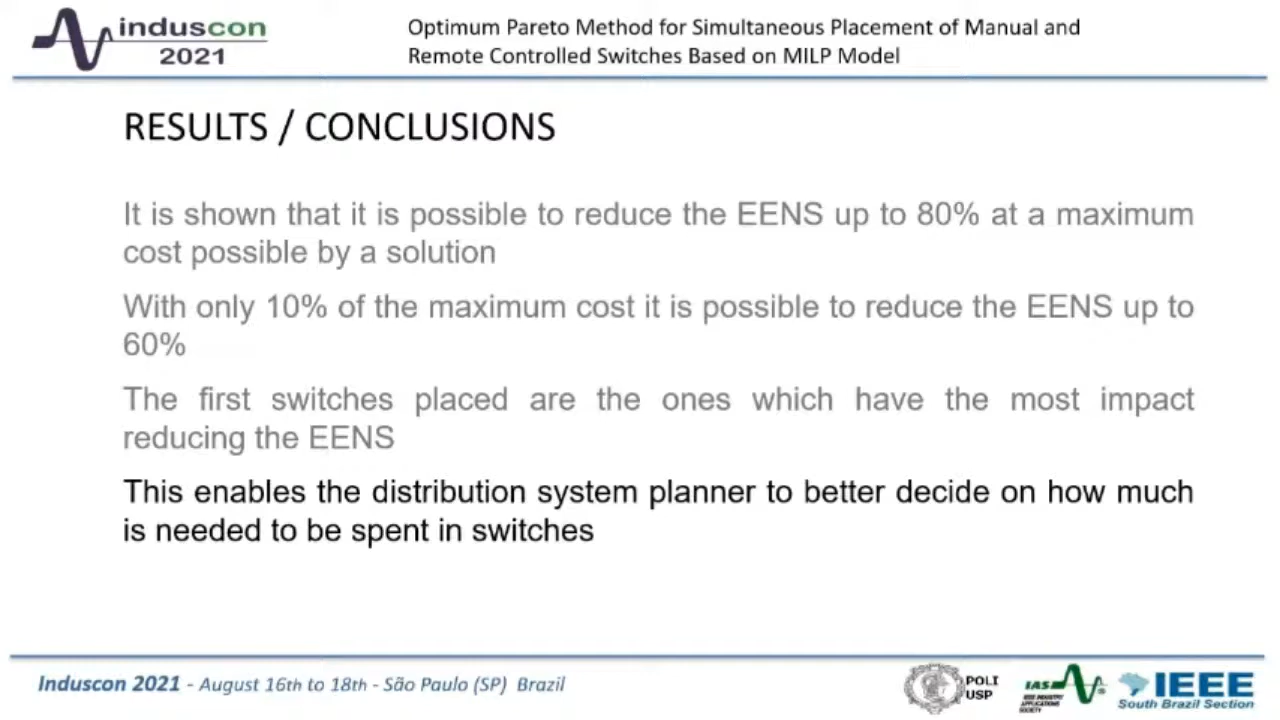 induscon
2021
Optimum Pareto Method for Simultaneous Placement of Manual and
Remote Controlled Switches Based on MILP Model
RESULTS / CONCLUSIONS
It is shown that it is possible to reduce the EENS up to 80% at a maximum
cost possible by a solution
With only 10% of the maximum cost it is possible to reduce the EENS up to
60%
The first switches placed are the ones which have the most impact
reducing the EENS
This enables the distribution system planner to better decide on how much
is needed to be spent in switches
Induscon 2021 - August 16th to 18th - São Paulo (SP) Brazil
POLI
USP
IAS
IEEE INDUSTRY
APPLICATIONS
SOCIETY
IEEE
South Brazil Section